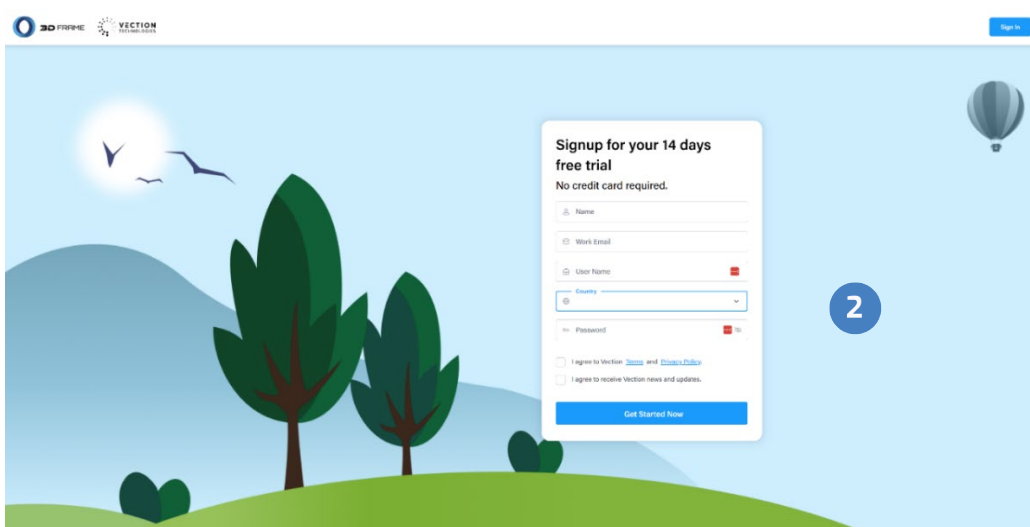 3D FRAME
VECTION
TECHNOLOGIES
Sign In
Signup for your 14 days
free trial
No credit card required.
Name
Work Email
User Name
Country
Password
2
I agree to Vection Terms and Privacy Policy.
I agree to receive Vection news and updates.
Get Started Now